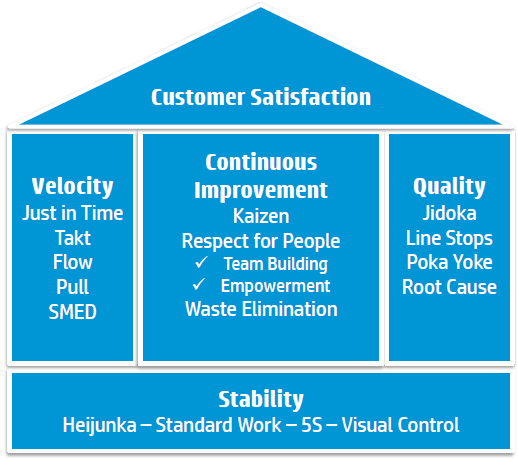 Customer Satisfaction
Velocity
Just in Time
Takt
Flow
Pull
SMED
Continuous
Improvement
Kaizen
Respect for People
✓ Team Building
✓ Empowerment
Waste Elimination
Quality
Jidoka
Line Stops
Poka Yoke
Root Cause
Stability
Heijunka – Standard Work – 5S – Visual Control